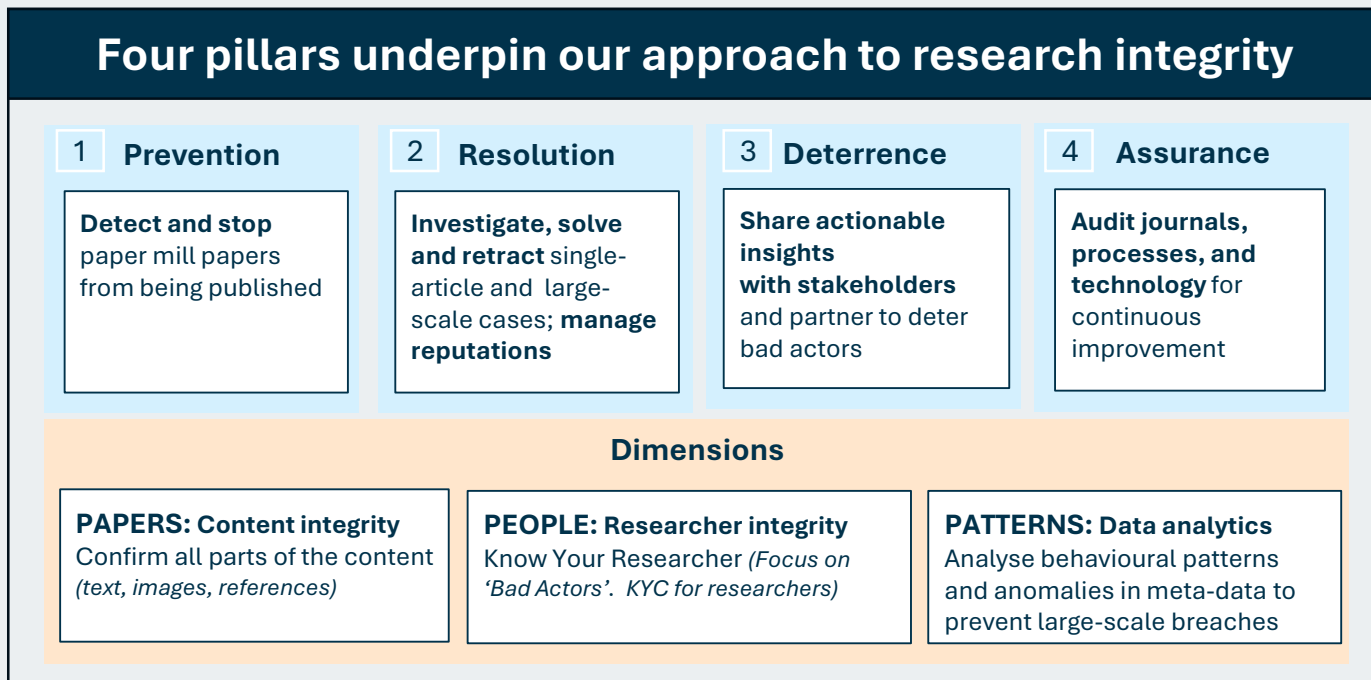 Four pillars underpin our approach to research integrity
1 Prevention
Detect and stop
paper mill papers
from being published
2 Resolution
Investigate, solve
and retract single-
article and large-
scale cases; manage
reputations
3 Deterrence
Share actionable
insights
with stakeholders
and partner to deter
bad actors
4 Assurance
Audit journals,
processes, and
technology for
continuous
improvement
Dimensions
PAPERS: Content integrity
Confirm all parts of the content
(text, images, references)
PEOPLE: Researcher integrity
Know Your Researcher (Focus on
‘Bad Actors’. KYC for researchers)
PATTERNS: Data analytics
Analyse behavioural patterns
and anomalies in meta-data to
prevent large-scale breaches